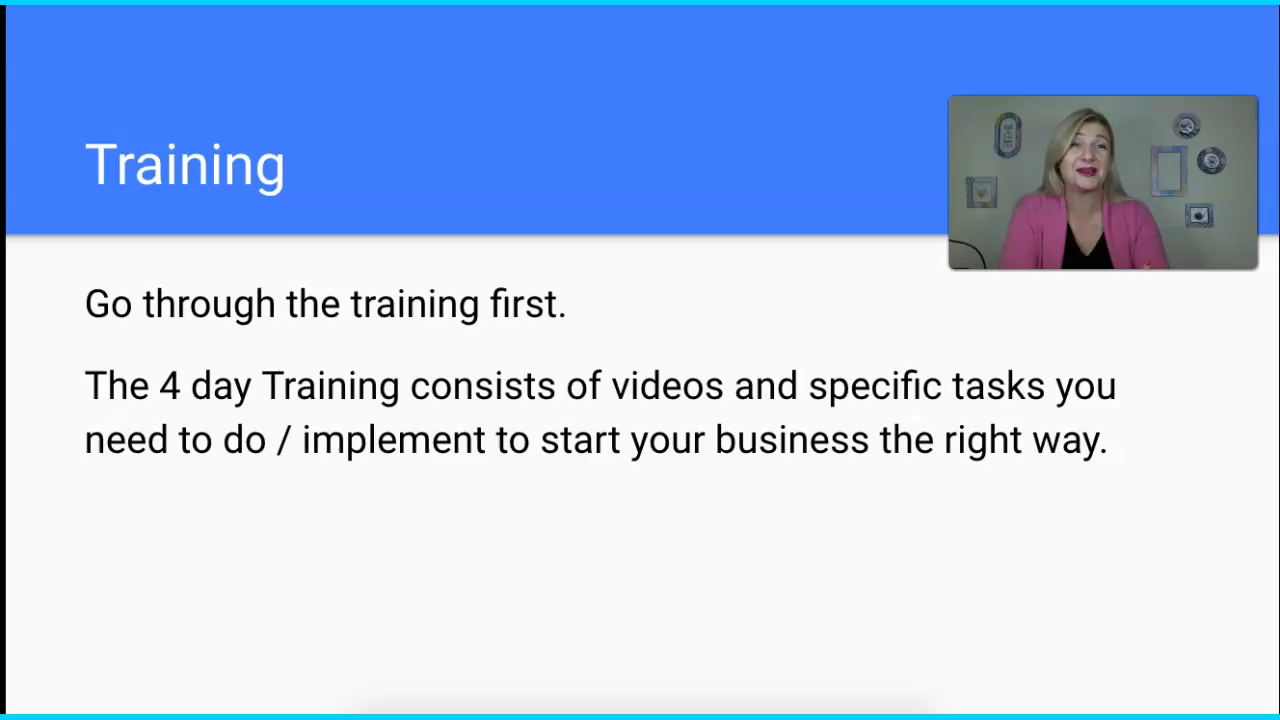 Training
Go through the training first.
The 4 day Training consists of videos and specific tasks you
need to do / implement to start your business the right way.